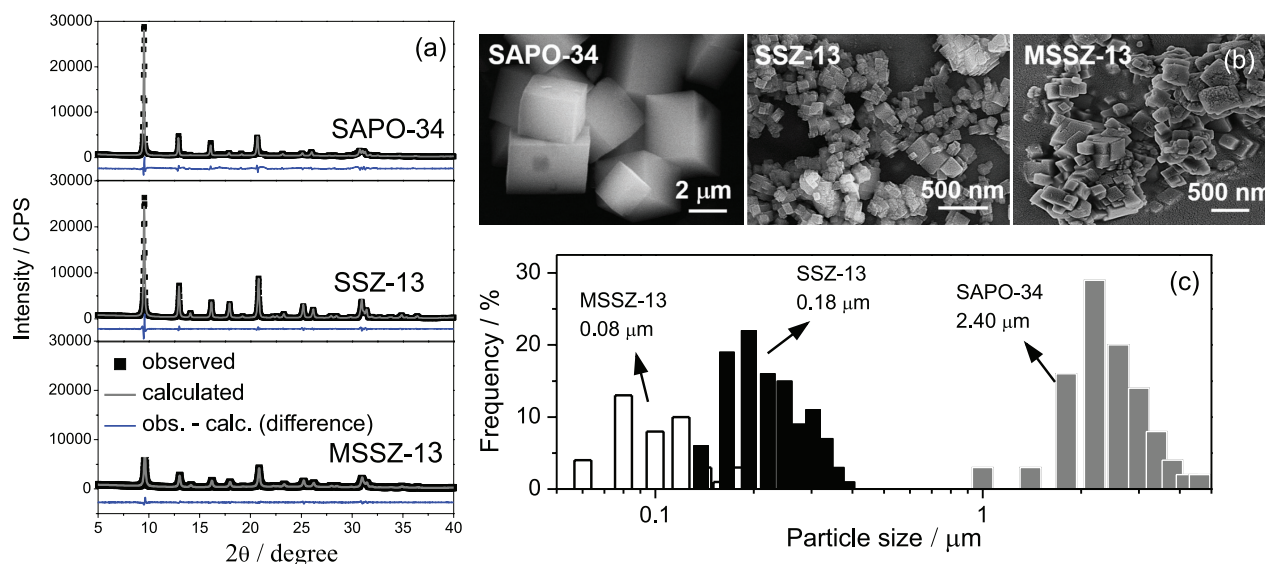 (a)
30000
20000
10000
0
SAPO-34
30000
20000
10000
0
SSZ-13
30000
20000
10000
0
observed
calculated
obs. - calc. (difference)
MSSZ-13
5 10 15 20 25 30 35 40
2θ / degree
Intensity / CPS
SAPO-34
2 μm
SSZ-13
500 nm
MSSZ-13
(b)
500 nm
(c)
30
20
10
0
Frequency / %
MSSZ-13
0.08 μm
SSZ-13
0.18 μm
SAPO-34
2.40 μm
0.1 1
Particle size / μm